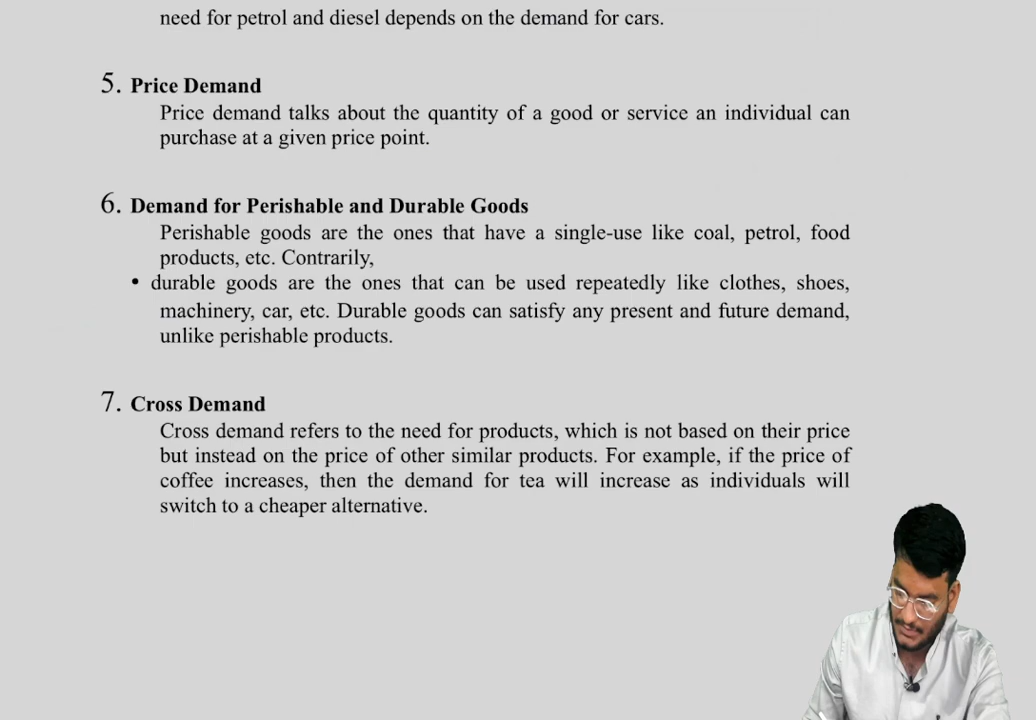 need for petrol and diesel depends on the demand for cars.
5. Price Demand
Price demand talks about the quantity of a good or service an individual can
purchase at a given price point.
6. Demand for Perishable and Durable Goods
Perishable goods are the ones that have a single-use like coal, petrol, food
products, etc. Contrarily,
• durable goods are the ones that can be used repeatedly like clothes, shoes,
machinery, car, etc. Durable goods can satisfy any present and future demand,
unlike perishable products.
7. Cross Demand
Cross demand refers to the need for products, which is not based on their price
but instead on the price of other similar products. For example, if the price of
coffee increases, then the demand for tea will increase as individuals will
switch to a cheaper alternative.